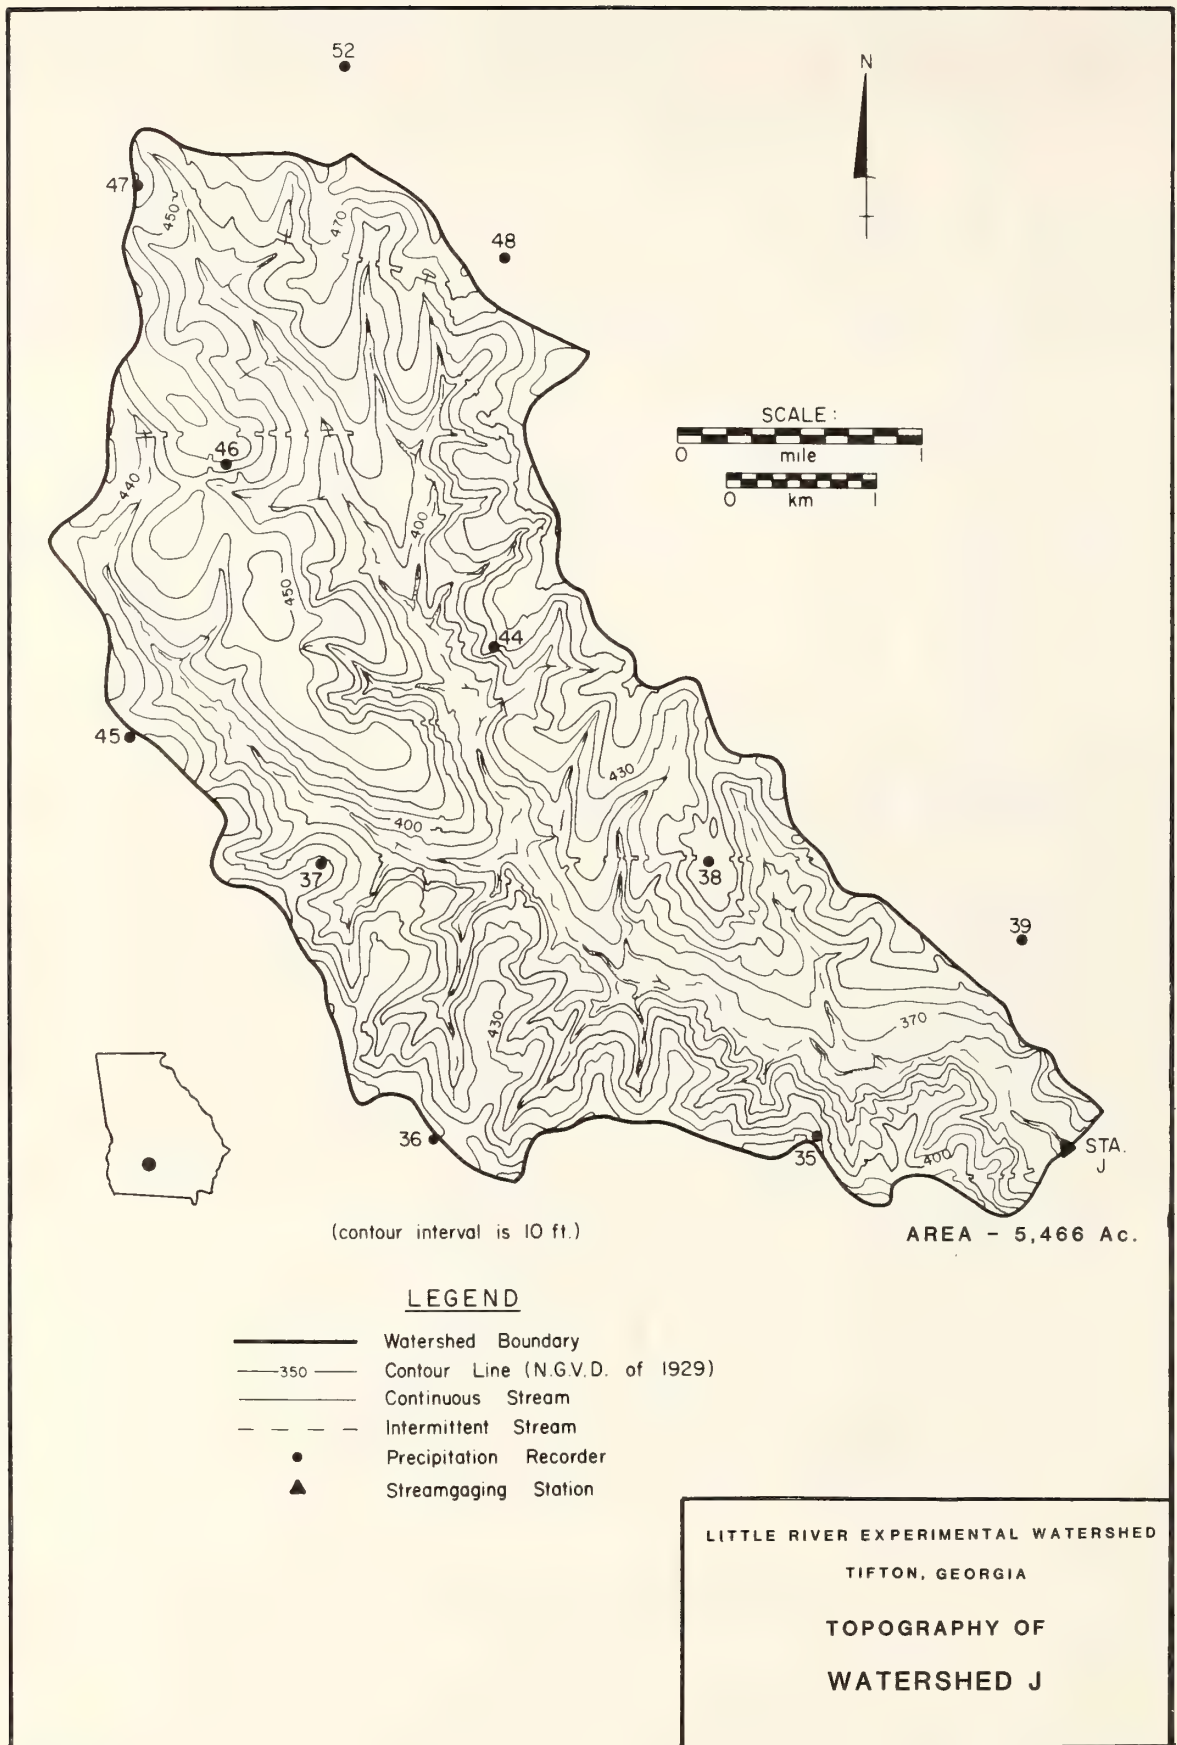 52
N
47
450
470
48
SCALE:
0 mile 1
0 km 1
46
440
400
450
44
45
430
400
37
38
39
430
370
36
35
STA.
J
400
(contour interval is 10 ft.)
AREA - 5,466 Ac.
LEGEND
Watershed Boundary
350 Contour Line (N.G.V.D. of 1929)
Continuous Stream
Intermittent Stream
Precipitation Recorder
Streamgaging Station
LITTLE RIVER EXPERIMENTAL WATERSHED
TIFTON, GEORGIA
TOPOGRAPHY OF
WATERSHED J